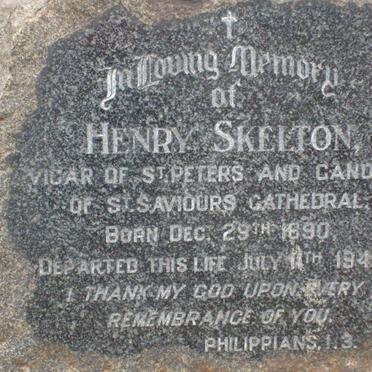 In Loving Memory
of
HENRY SKELTON,
VICAR OF ST. PETERS AND CANO
OF ST. SAVIOURS CATHEDRAL.
BORN DEC. 29TH 1890
DEPARTED THIS LIFE JULY 11TH 194
I THANK MY GOD UPON EVERY
REMEMBRANCE OF YOU.
PHILIPPIANS. 1. 3.